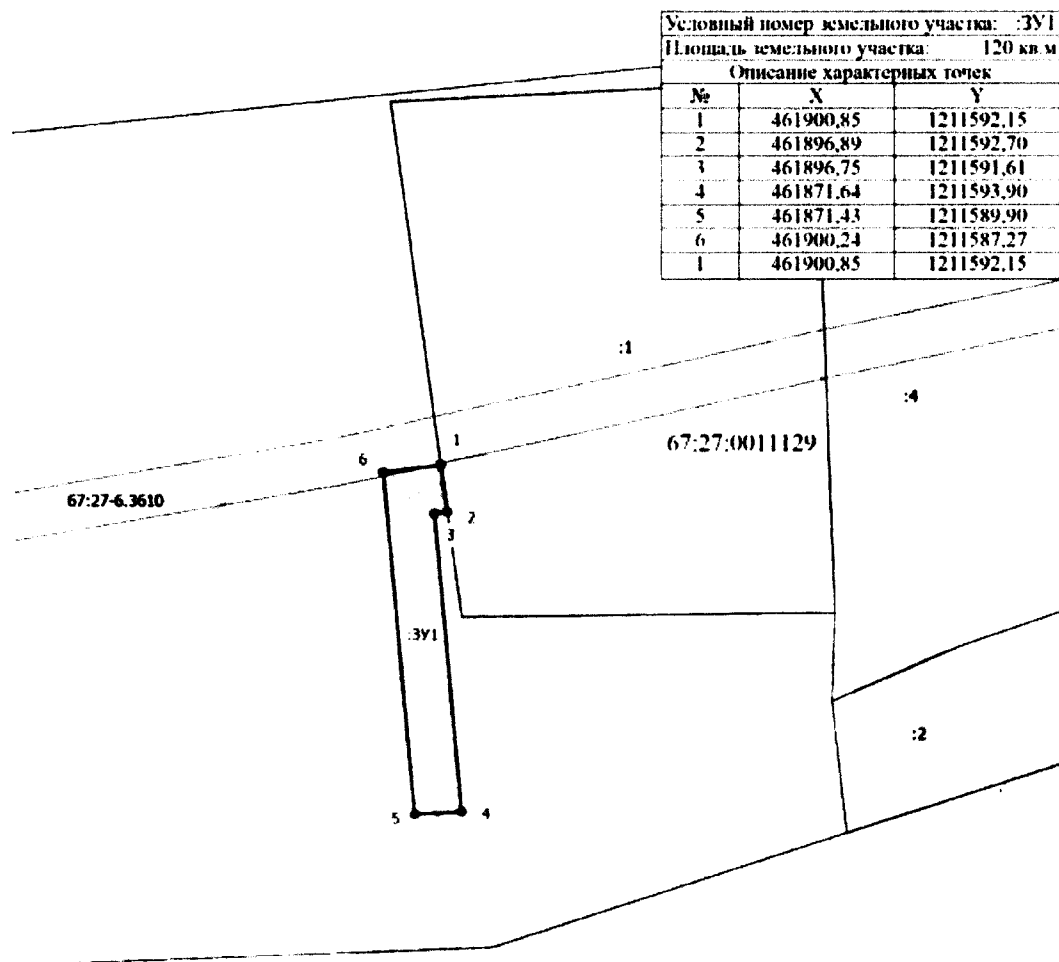 Условный номер земельного участка: :ЗУ1
Площадь земельного участка: 120 кв.м
Описание характерных точек
№ X Y
1 461900,85 1211592,15
2 461896,89 1211592,70
3 461896,75 1211591,61
4 461871,64 1211593,90
5 461871,43 1211589,90
6 461900,24 1211587,27
1 461900,85 1211592,15
:1
:4
67:27:0011129
1
6
67:27-6.3610
2
3
:ЗУ1
:2
5
4